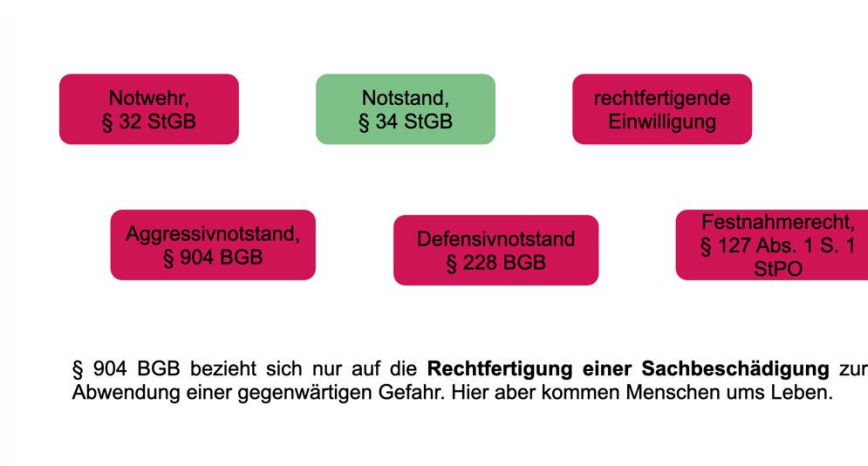 Notwehr,
§ 32 StGB
Notstand,
§ 34 StGB
rechtfertigende
Einwilligung
Aggressivnotstand,
§ 904 BGB
Defensivnotstand
§ 228 BGB
Festnahmerecht,
§ 127 Abs. 1 S. 1
StPO
§ 904 BGB bezieht sich nur auf die Rechtfertigung einer Sachbeschädigung zur
Abwendung einer gegenwärtigen Gefahr. Hier aber kommen Menschen ums Leben.